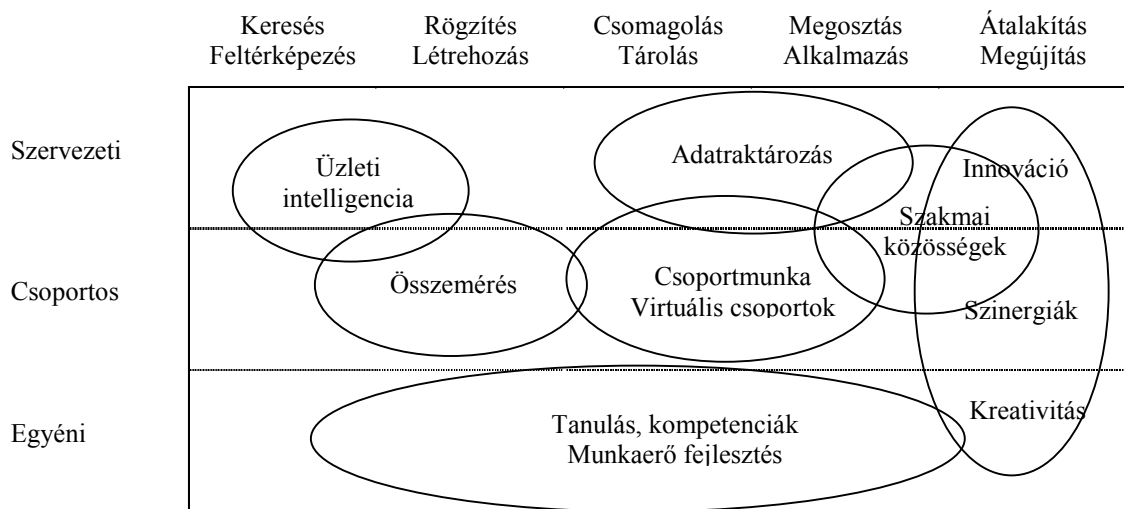 Keresés
Feltérképezés
Rögzítés
Létrehozás
Csomagolás
Tárolás
Megosztás
Alkalmazás
Átalakítás
Megújítás
Szervezeti
Üzleti
intelligencia
Adatraktározás
Innováció
Szakmai
közösségek
Csoportos
Összemérés
Csoportmunka
Virtuális csoportok
Szinergiák
Egyéni
Tanulás, kompetenciák
Munkaerő fejlesztés
Kreativitás